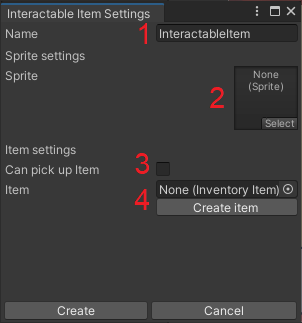 Interactable Item Settings
Name 1 InteractableItem
Sprite settings
Sprite
None
(Sprite)
2
Select
Item settings
Can pick up Item 3
Item 4 None (Inventory Item)
Create item
Create Cancel